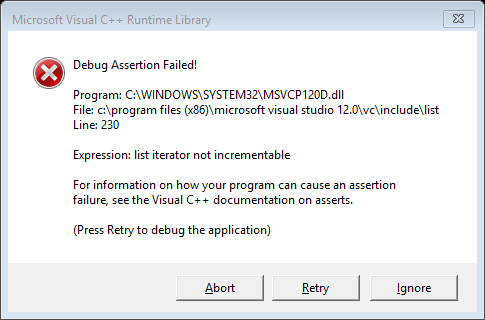 Microsoft Visual C++ Runtime Library
Debug Assertion Failed!
Program: C:\WINDOWS\SYSTEM32\MSVCP120D.dll
File: c:\program files (x86)\microsoft visual studio 12.0\vc\include\list
Line: 230
Expression: list iterator not incrementable
For information on how your program can cause an assertion
failure, see the Visual C++ documentation on asserts.
(Press Retry to debug the application)
Abort Retry Ignore